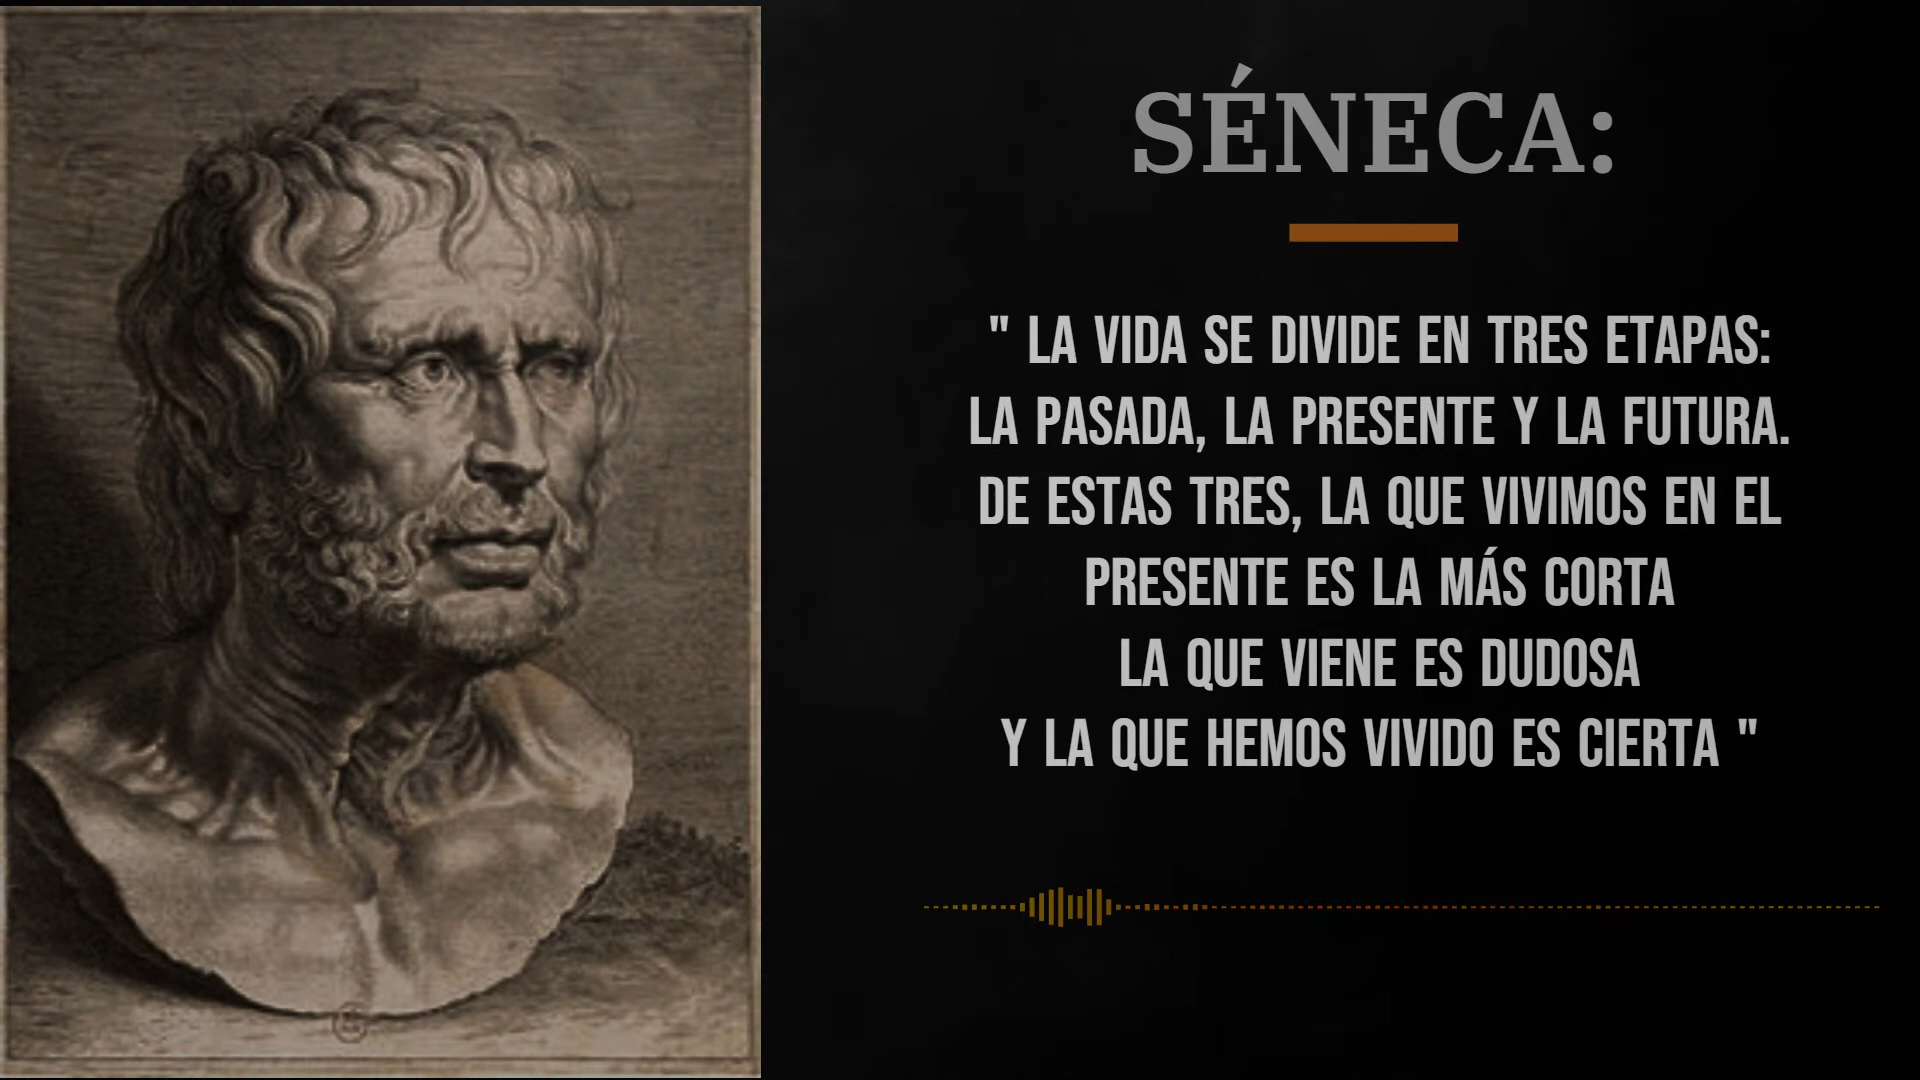 SÉNECA:
" LA VIDA SE DIVIDE EN TRES ETAPAS:
LA PASADA, LA PRESENTE Y LA FUTURA.
DE ESTAS TRES, LA QUE VIVIMOS EN EL
PRESENTE ES LA MÁS CORTA
LA QUE VIENE ES DUDOSA
Y LA QUE HEMOS VIVIDO ES CIERTA "